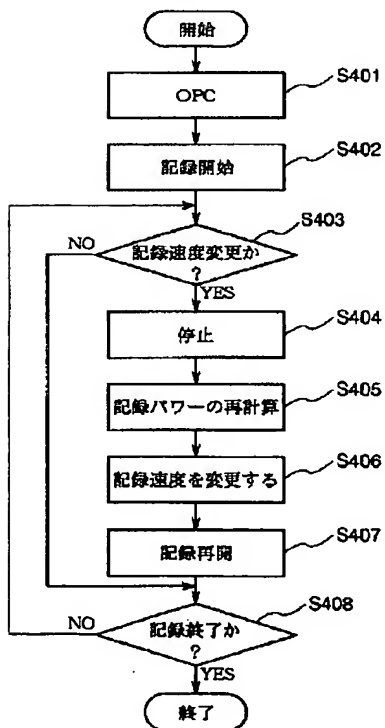 開始
S401
OPC
S402
記録開始
S403
NO
記録速度変更か
?
YES
S404
停止
S405
記録パワーの再計算
S406
記録速度を変更する
S407
記録再開
S408
NO
記録終了か
?
YES
終了